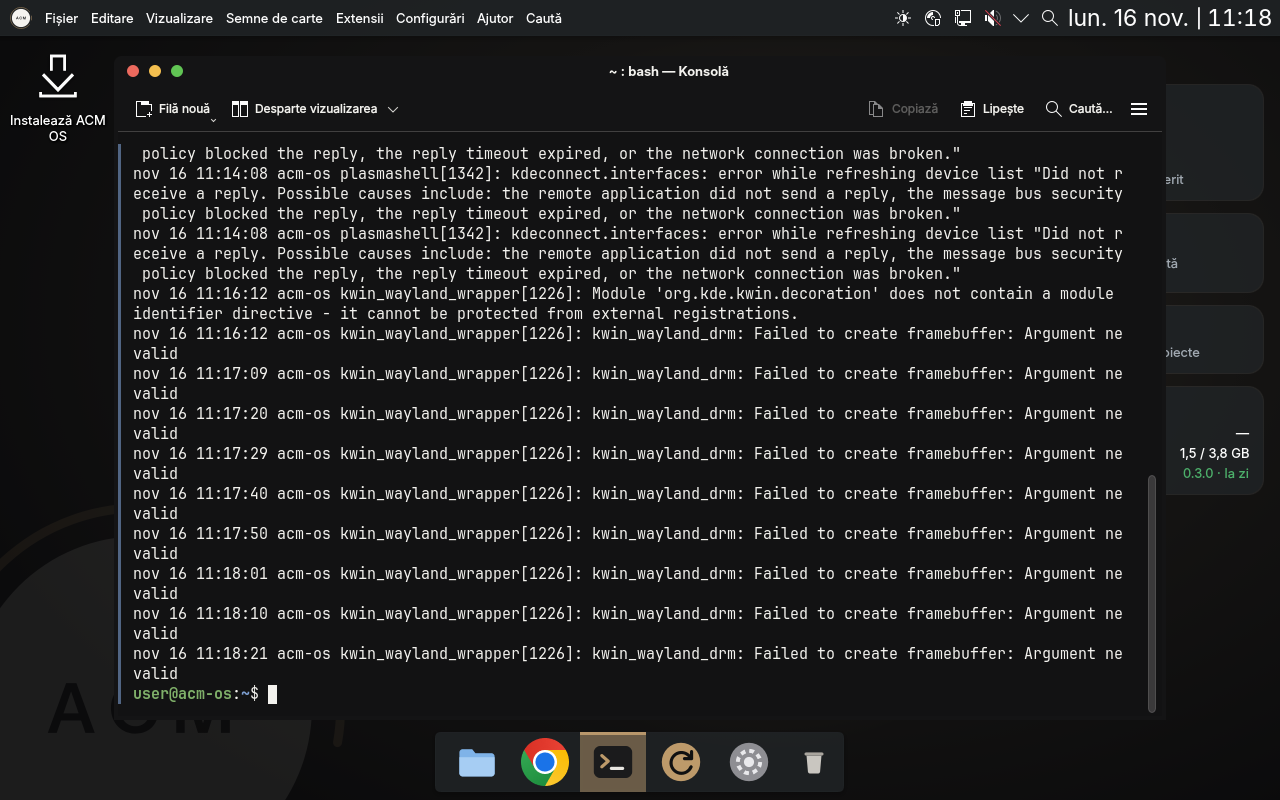 ACM
Fișier Editare Vizualizare Semne de carte Extensii Configurări Ajutor Caută
lun. 16 nov. | 11:18
Instalează ACM
OS
~ : bash — Konsolă
Filă nouă
Desparte vizualizarea
Copiază
Lipește
Caută...
 policy blocked the reply, the reply timeout expired, or the network connection was broken."
nov 16 11:14:08 acm-os plasmashell[1342]: kdeconnect.interfaces: error while refreshing device list "Did not r
eceive a reply. Possible causes include: the remote application did not send a reply, the message bus security
 policy blocked the reply, the reply timeout expired, or the network connection was broken."
nov 16 11:14:08 acm-os plasmashell[1342]: kdeconnect.interfaces: error while refreshing device list "Did not r
eceive a reply. Possible causes include: the remote application did not send a reply, the message bus security
 policy blocked the reply, the reply timeout expired, or the network connection was broken."
nov 16 11:16:12 acm-os kwin_wayland_wrapper[1226]: Module 'org.kde.kwin.decoration' does not contain a module
identifier directive - it cannot be protected from external registrations.
nov 16 11:16:12 acm-os kwin_wayland_wrapper[1226]: kwin_wayland_drm: Failed to create framebuffer: Argument ne
valid
nov 16 11:17:09 acm-os kwin_wayland_wrapper[1226]: kwin_wayland_drm: Failed to create framebuffer: Argument ne
valid
nov 16 11:17:20 acm-os kwin_wayland_wrapper[1226]: kwin_wayland_drm: Failed to create framebuffer: Argument ne
valid
nov 16 11:17:29 acm-os kwin_wayland_wrapper[1226]: kwin_wayland_drm: Failed to create framebuffer: Argument ne
valid
nov 16 11:17:40 acm-os kwin_wayland_wrapper[1226]: kwin_wayland_drm: Failed to create framebuffer: Argument ne
valid
nov 16 11:17:50 acm-os kwin_wayland_wrapper[1226]: kwin_wayland_drm: Failed to create framebuffer: Argument ne
valid
nov 16 11:18:01 acm-os kwin_wayland_wrapper[1226]: kwin_wayland_drm: Failed to create framebuffer: Argument ne
valid
nov 16 11:18:10 acm-os kwin_wayland_wrapper[1226]: kwin_wayland_drm: Failed to create framebuffer: Argument ne
valid
nov 16 11:18:21 acm-os kwin_wayland_wrapper[1226]: kwin_wayland_drm: Failed to create framebuffer: Argument ne
valid
user@acm-os:~$
erit
tă
biecte
—
1,5 / 3,8 GB
0.3.0 · la zi
ACM